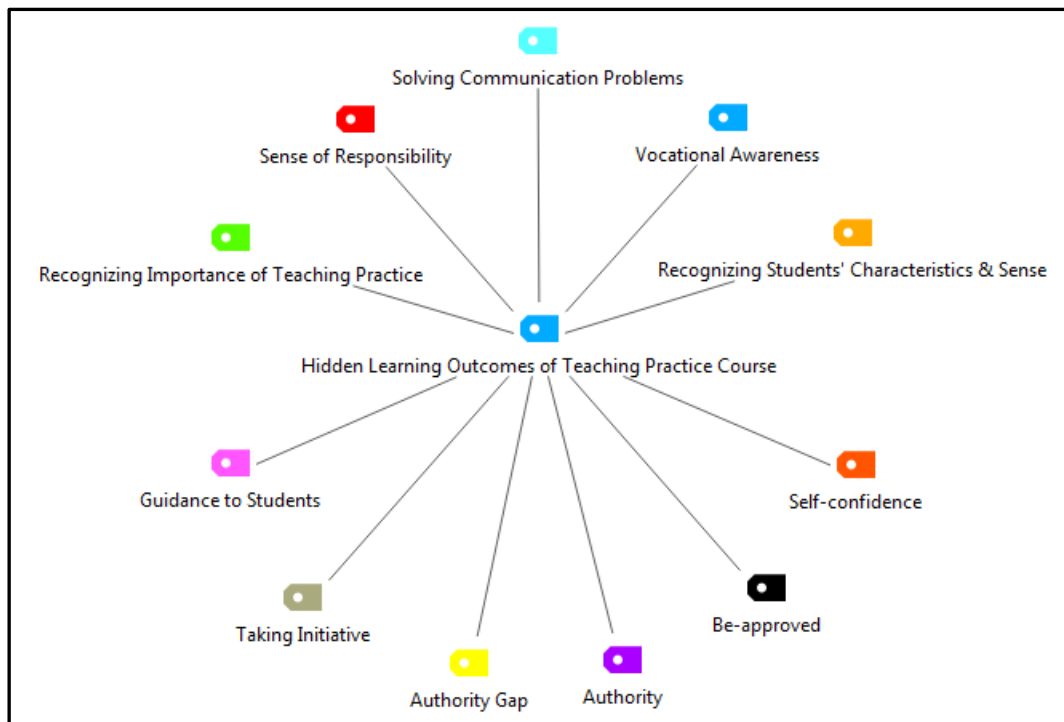 Solving Communication Problems
Sense of Responsibility
Vocational Awareness
Recognizing Importance of Teaching Practice
Recognizing Students' Characteristics & Sense
Hidden Learning Outcomes of Teaching Practice Course
Guidance to Students
Self-confidence
Taking Initiative
Be-approved
Authority Gap
Authority